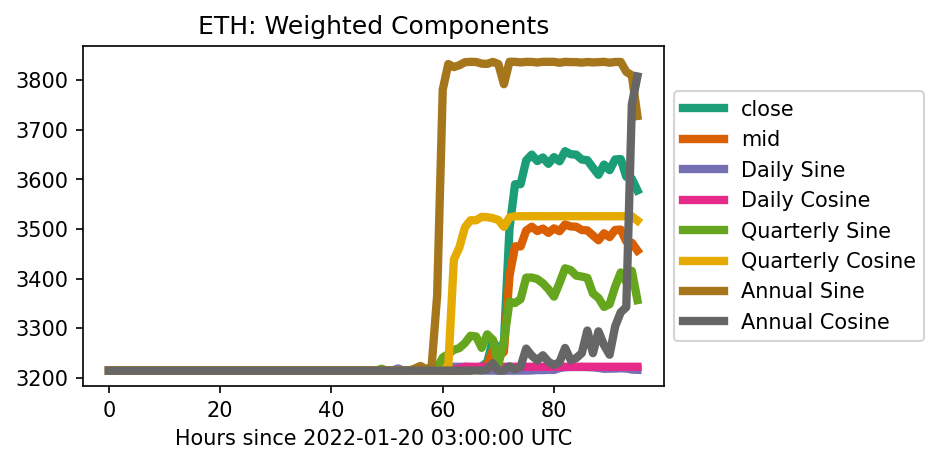 ETH: Weighted Components
3800
3700
3600
3500
3400
3300
3200
0
20
40
60
80
Hours since 2022-01-20 03:00:00 UTC
close
mid
Daily Sine
Daily Cosine
Quarterly Sine
Quarterly Cosine
Annual Sine
Annual Cosine